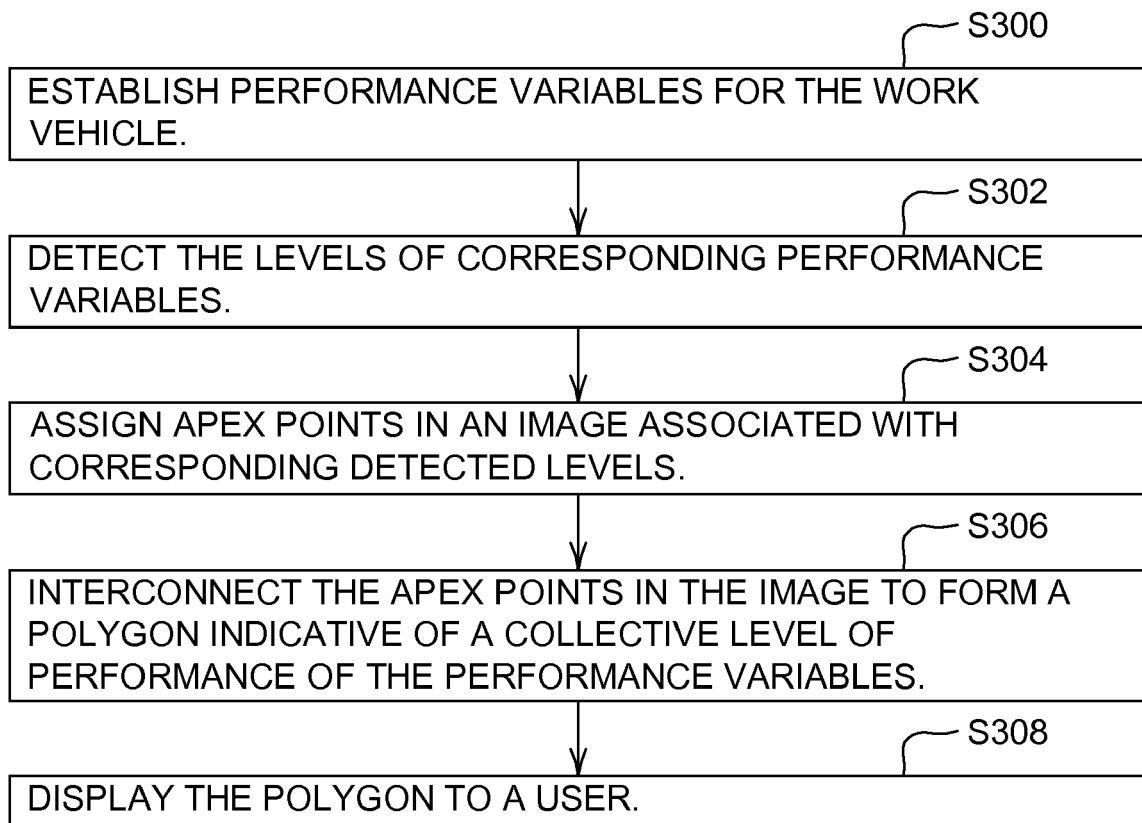 S300
ESTABLISH PERFORMANCE VARIABLES FOR THE WORK
VEHICLE.
S302
DETECT THE LEVELS OF CORRESPONDING PERFORMANCE
VARIABLES.
S304
ASSIGN APEX POINTS IN AN IMAGE ASSOCIATED WITH
CORRESPONDING DETECTED LEVELS.
S306
INTERCONNECT THE APEX POINTS IN THE IMAGE TO FORM A
POLYGON INDICATIVE OF A COLLECTIVE LEVEL OF
PERFORMANCE OF THE PERFORMANCE VARIABLES.
S308
DISPLAY THE POLYGON TO A USER.